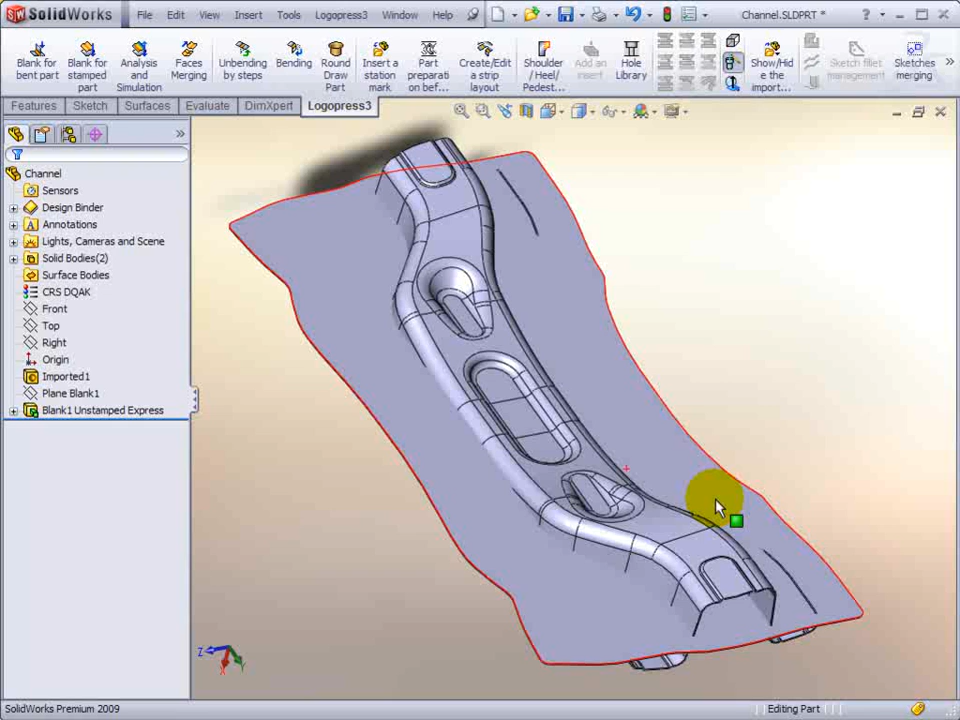 SolidWorks File Edit View Insert Tools Logopress3 Window Help Channel.SLDPRT *
Blank for bent part
Blank for stamped part
Analysis and Simulation
Faces Merging
Unbending by steps
Bending
Round Draw Part
Insert a station mark
Part preparati on bef...
Create/Edit a strip layout
Shoulder / Heel/ Pedest...
Add an insert
Hole Library
Show/Hid e the import...
Sketch fillet management
Sketches merging
Features Sketch Surfaces Evaluate DimXpert Logopress3
Channel
Sensors
Design Binder
Annotations
Lights, Cameras and Scene
Solid Bodies(2)
Surface Bodies
CRS DQAK
Front
Top
Right
Origin
Imported1
Plane Blank1
Blank1 Unstamped Express
Z
X
Y
SolidWorks Premium 2009 Editing Part